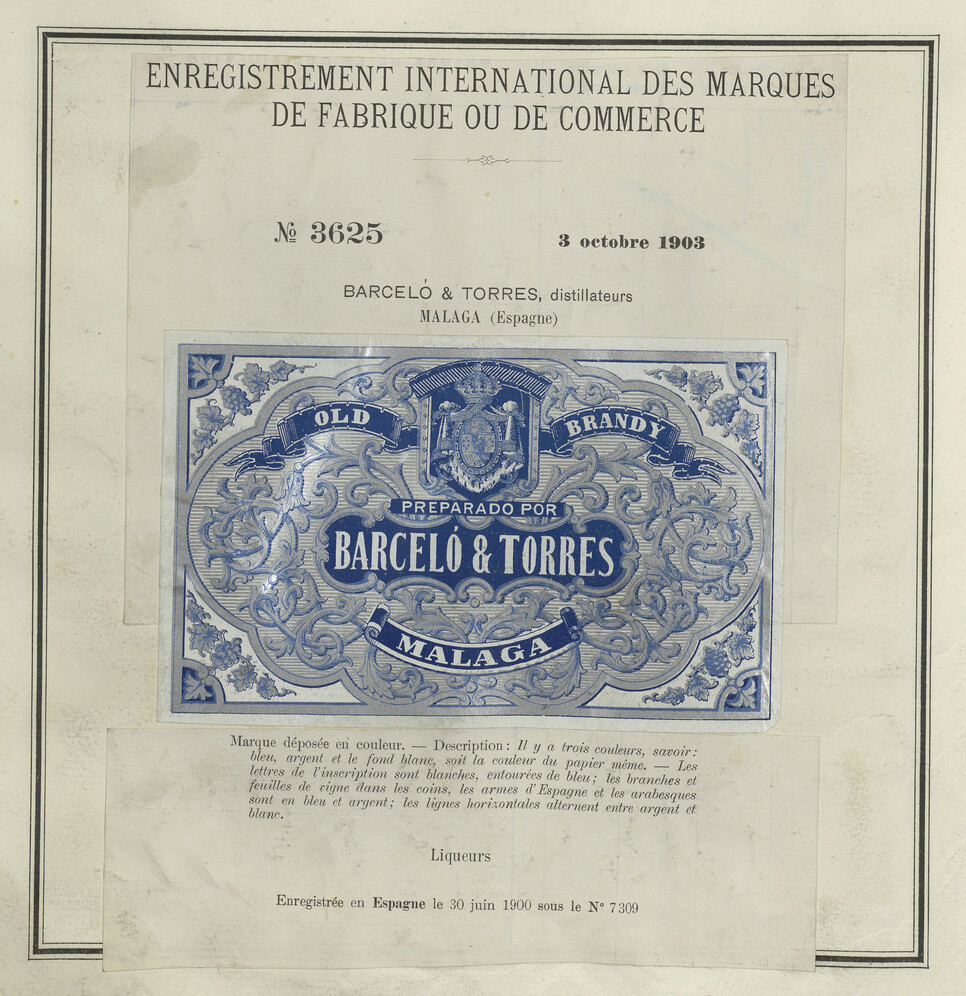 ENREGISTREMENT INTERNATIONAL DES MARQUES
DE FABRIQUE OU DE COMMERCE
Nº 3625
3 octobre 1903
BARCELÓ & TORRES, distillateurs
MALAGA (Espagne)
OLD BRANDY
PREPARADO POR
BARCELÓ & TORRES
MALAGA
Marque déposée en couleur. — Description: Il y a trois couleurs, savoir:
bleu, argent et le fond blanc, soit la couleur du papier même. — Les
lettres de l'inscription sont blanches, entourées de bleu; les branches et
feuilles de vigne dans les coins, les armes d'Espagne et les arabesques
sont en bleu et argent; les lignes horizontales alternent entre argent et
blanc.
Liqueurs
Enregistrée en Espagne le 30 juin 1900 sous le Nº 7309